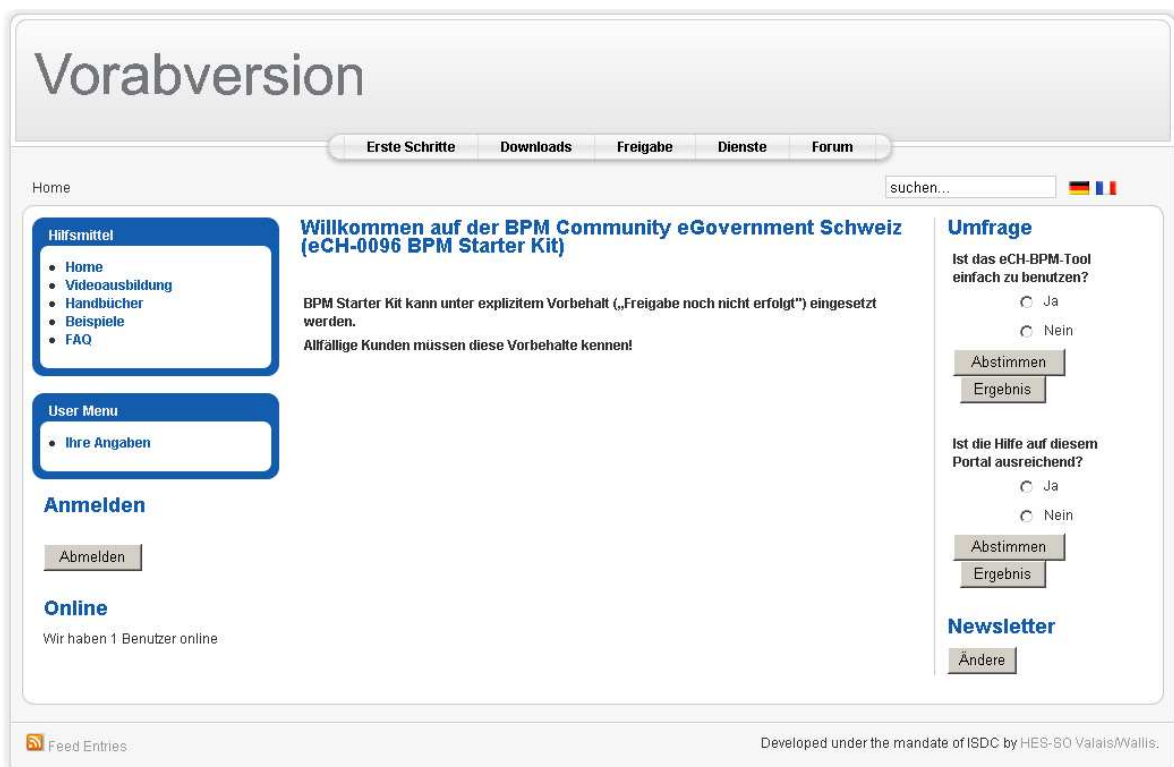 Vorabversion
Erste Schritte
Downloads
Freigabe
Dienste
Forum
Home
suchen...
Hilfsmittel
Home
Videoausbildung
Handbücher
Beispiele
FAQ
User Menu
Ihre Angaben
Anmelden
Abmelden
Online
Wir haben 1 Benutzer online
Willkommen auf der BPM Community eGovernment Schweiz
(eCH-0096 BPM Starter Kit)
BPM Starter Kit kann unter explizitem Vorbehalt („Freigabe noch nicht erfolgt") eingesetzt
werden.
Allfällige Kunden müssen diese Vorbehalte kennen!
Umfrage
Ist das eCH-BPM-Tool
einfach zu benutzen?
Ja
Nein
Abstimmen
Ergebnis
Ist die Hilfe auf diesem
Portal ausreichend?
Ja
Nein
Abstimmen
Ergebnis
Newsletter
Ändere
Feed Entries
Developed under the mandate of ISDC by HES-SO Valais/Wallis.